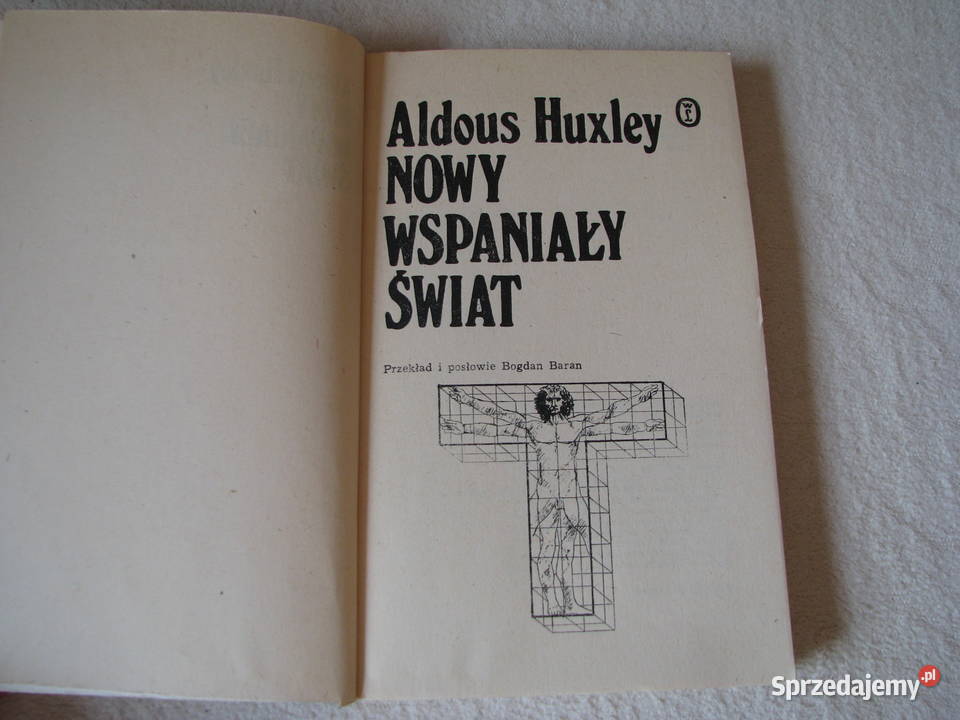 Aldous Huxley
NOWY
WSPANIAŁY
ŚWIAT
Przekład i posłowie Bogdan Baran
Sprzedajemy.pl